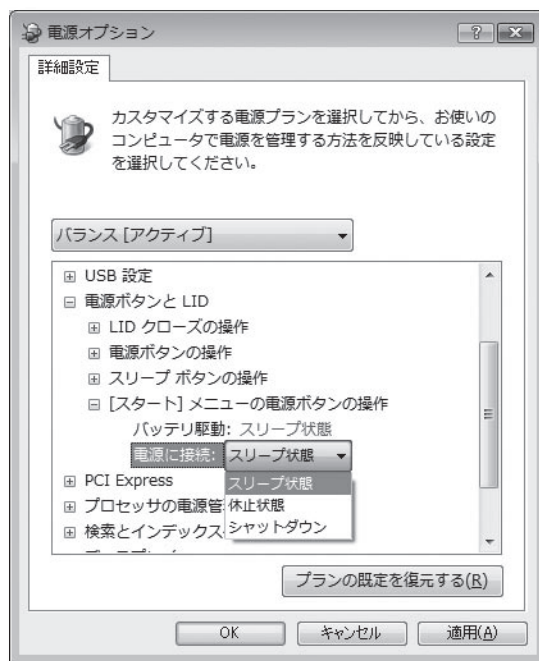 電源オプション
詳細設定
カスタマイズする電源プランを選択してから、お使いの
コンピュータで電源を管理する方法を反映している設定
を選択してください。
バランス [アクティブ]
USB 設定
電源ボタンと LID
LID クローズの操作
電源ボタンの操作
スリープ ボタンの操作
[スタート] メニューの電源ボタンの操作
バッテリ駆動: スリープ状態
電源に接続: スリープ状態
PCI Express
スリープ状態
プロセッサの電源管
休止状態
検索とインデックス
シャットダウン
プランの既定を復元する(R)
OK
キャンセル
適用(A)